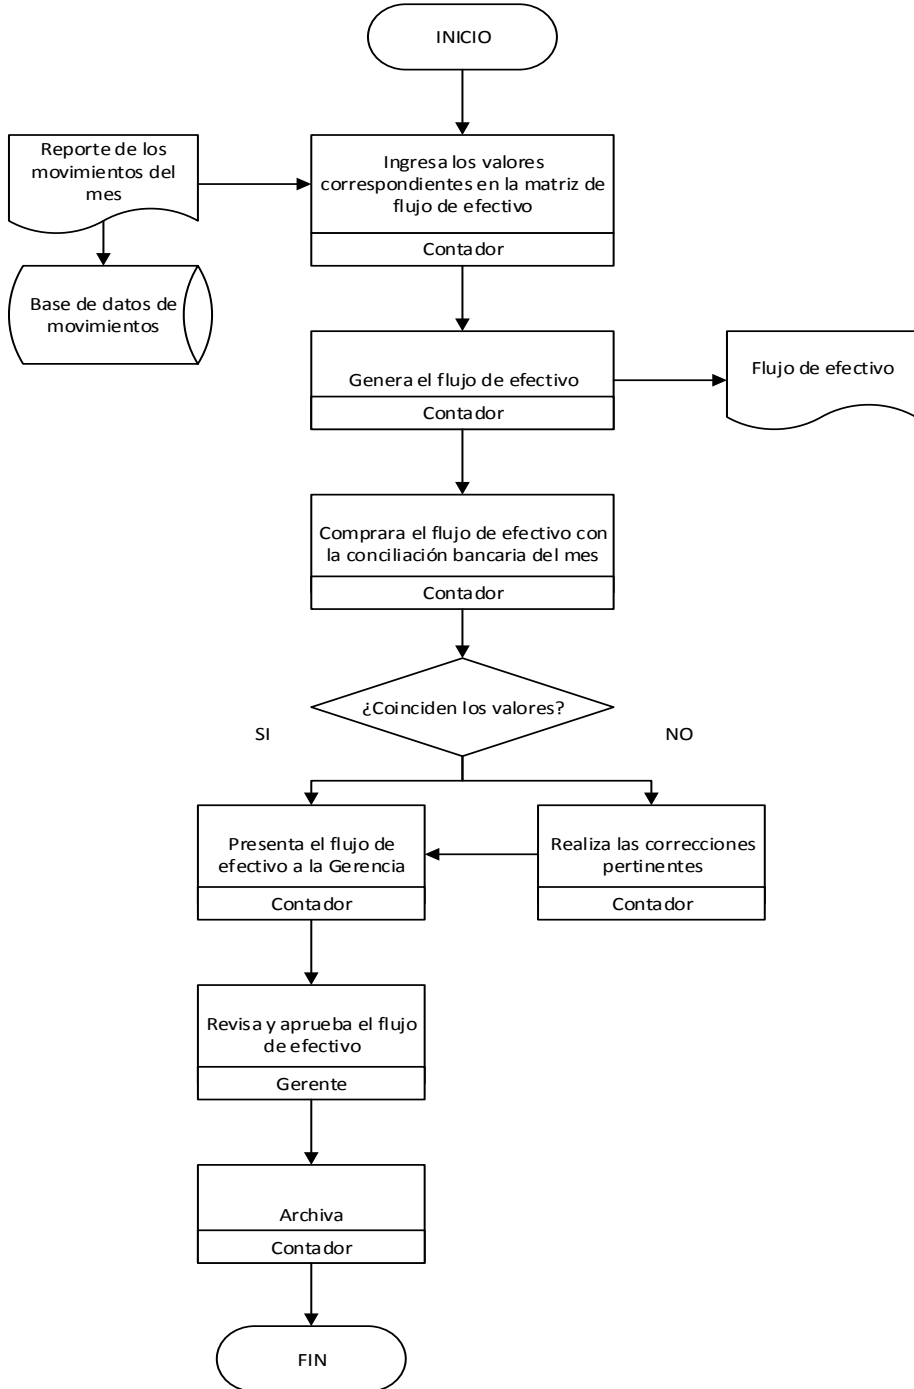 INICIO
Reporte de los
movimientos del
mes
Ingresa los valores
correspondientes en la matriz de
flujo de efectivo
Contador
Base de datos de
movimientos
Genera el flujo de efectivo
Contador
Flujo de efectivo
Comprara el flujo de efectivo con
la conciliación bancaria del mes
Contador
¿Coinciden los valores?
SI
NO
Presenta el flujo de
efectivo a la Gerencia
Contador
Realiza las correcciones
pertinentes
Contador
Revisa y aprueba el flujo
de efectivo
Gerente
Archiva
Contador
FIN